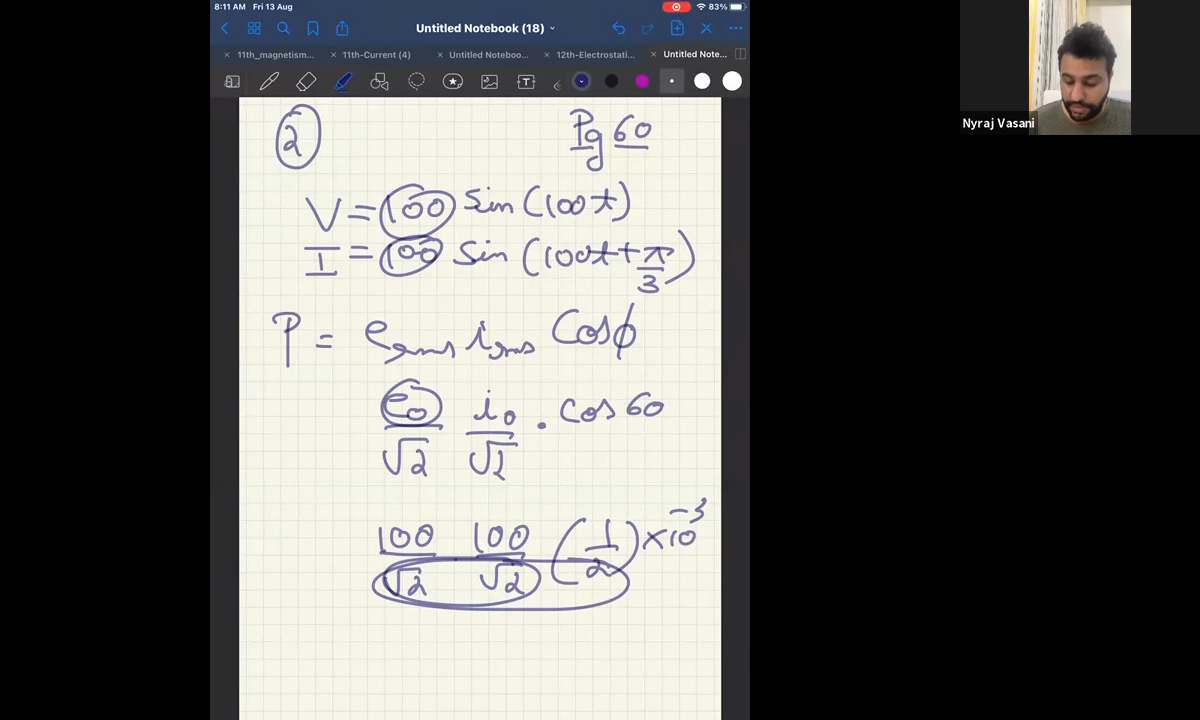 8:11 AM Fri 13 Aug
83%
Untitled Notebook (18)
11th_magnetism...
11th-Current (4)
Untitled Noteboo...
12th-Electrostati...
Untitled Note...
Nyraj Vasani
2
Pg 60
V = 100 Sin (100t)
I = 100 Sin (100t + π/3)
P = e_rms i_rms Cosϕ
e₀/√2 i₀/√2 . cos 60
100/√2 100/√2 (1/2) × 10⁻³